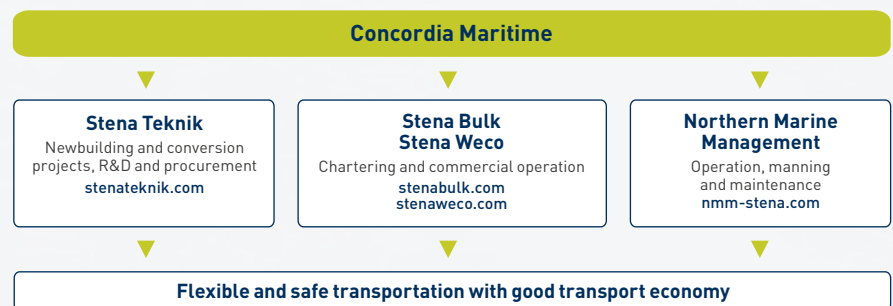 Concordia Maritime
Stena Teknik
Newbuilding and conversion
projects, R&D and procurement
stenateknik.com
Stena Bulk
Stena Weco
Chartering and commercial operation
stenabulk.com
stenaweco.com
Northern Marine
Management
Operation, manning
and maintenance
nmm-stena.com
Flexible and safe transportation with good transport economy